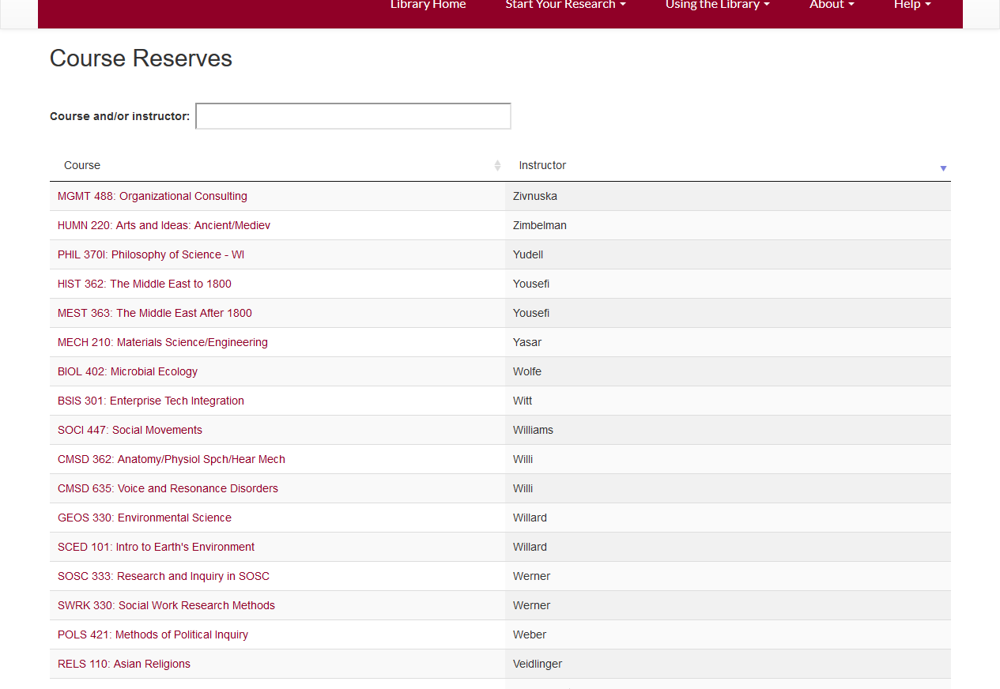 Library Home Start Your Research Using the Library About Help
Course Reserves
Course and/or instructor:
Course Instructor
MGMT 488: Organizational Consulting Zivnuska
HUMN 220: Arts and Ideas: Ancient/Mediev Zimbelman
PHIL 370I: Philosophy of Science - WI Yudell
HIST 362: The Middle East to 1800 Yousefi
MEST 363: The Middle East After 1800 Yousefi
MECH 210: Materials Science/Engineering Yasar
BIOL 402: Microbial Ecology Wolfe
BSIS 301: Enterprise Tech Integration Witt
SOCI 447: Social Movements Williams
CMSD 362: Anatomy/Physiol Spch/Hear Mech Willi
CMSD 635: Voice and Resonance Disorders Willi
GEOS 330: Environmental Science Willard
SCED 101: Intro to Earth's Environment Willard
SOSC 333: Research and Inquiry in SOSC Werner
SWRK 330: Social Work Research Methods Werner
POLS 421: Methods of Political Inquiry Weber
RELS 110: Asian Religions Veidlinger